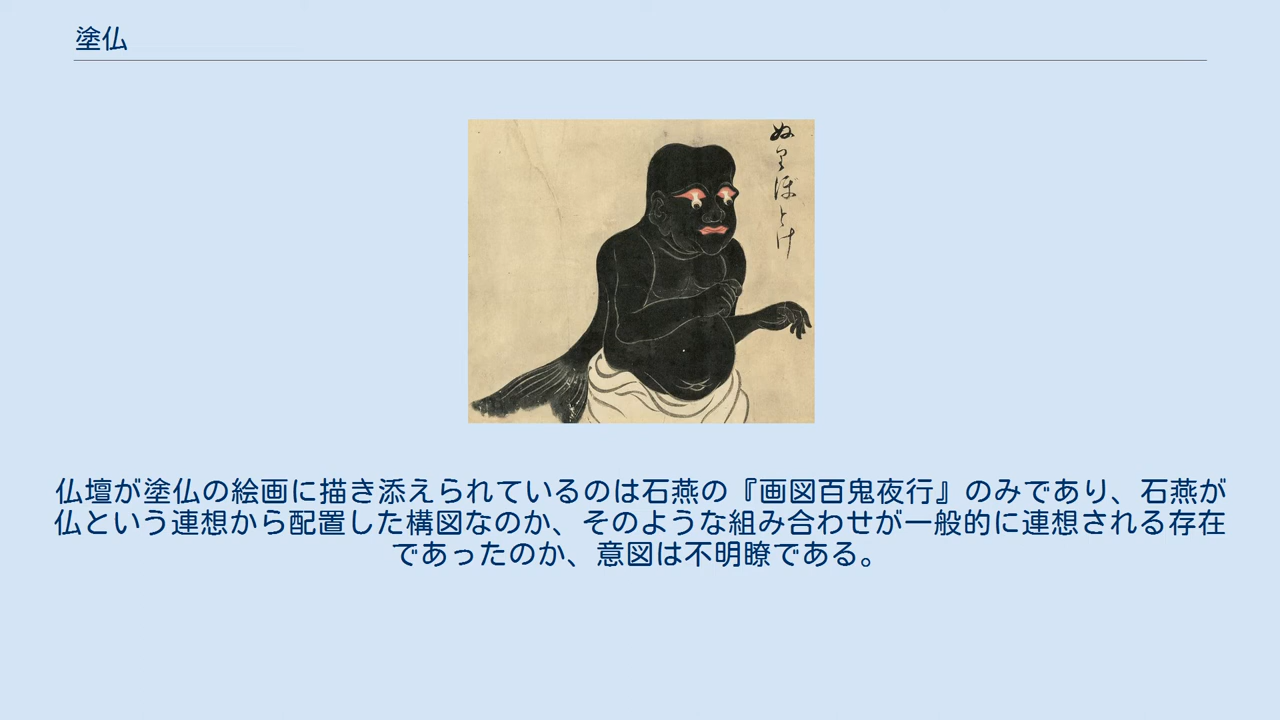 塗仏
ぬりほとけ
仏壇が塗仏の絵画に描き添えられているのは石燕の『画図百鬼夜行』のみであり、石燕が
仏という連想から配置した構図なのか、そのような組み合わせが一般的に連想される存在
であったのか、意図は不明瞭である。